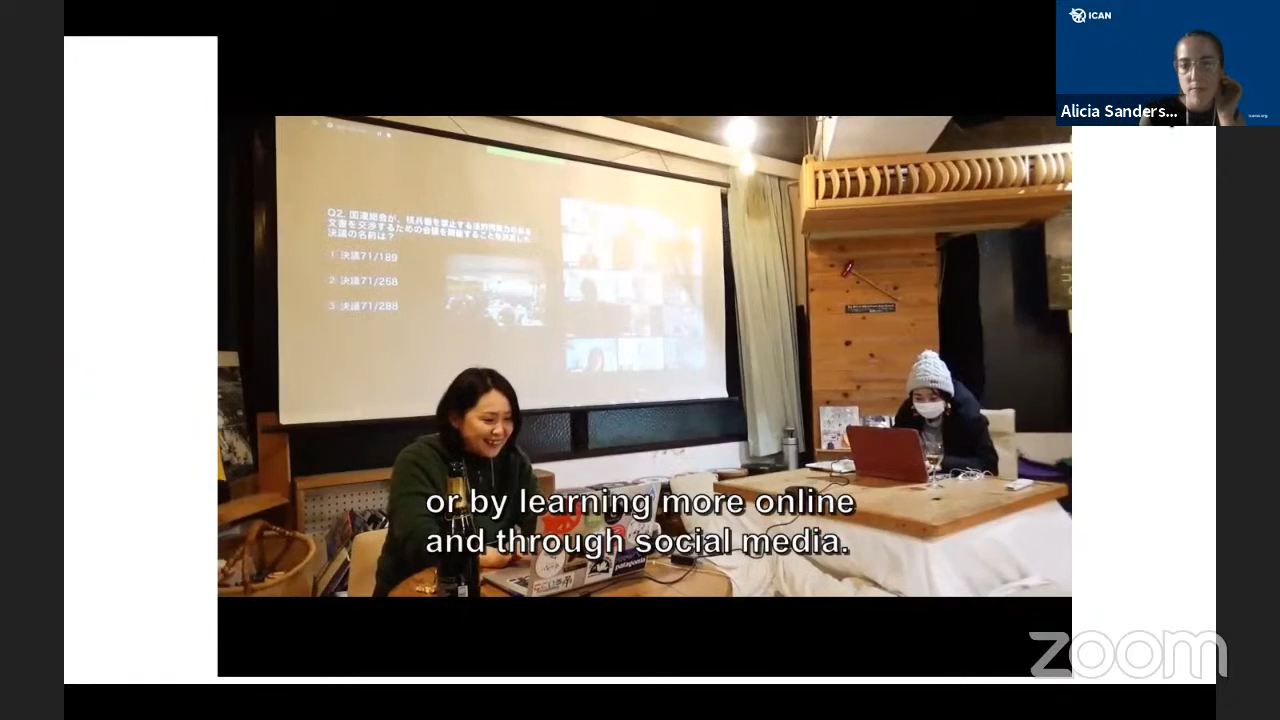 ICAN
Alicia Sanders...
Q2. 国連総会が、核兵器を禁止する法的拘束力のある
文書を交渉するための会議を開催することを決定した
決議の名前は？
1 決議71/189
2 決議71/258
3 決議71/288
or by learning more online
and through social media.
patagonia
zoom